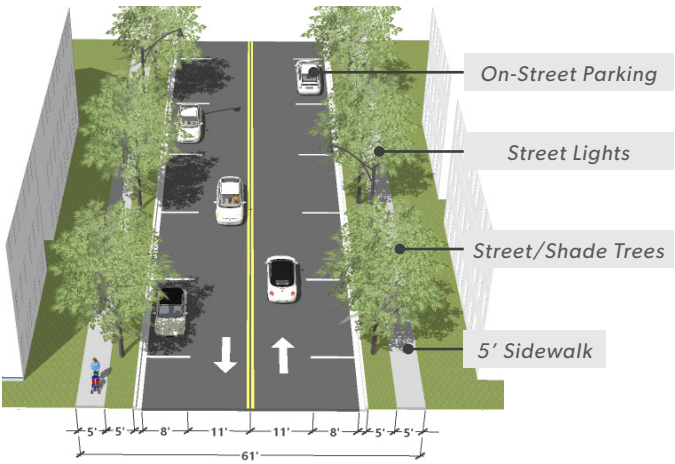 On-Street Parking
Street Lights
Street/Shade Trees
5' Sidewalk
5' 5' 8' 11' 11' 8' 5' 5'
61'